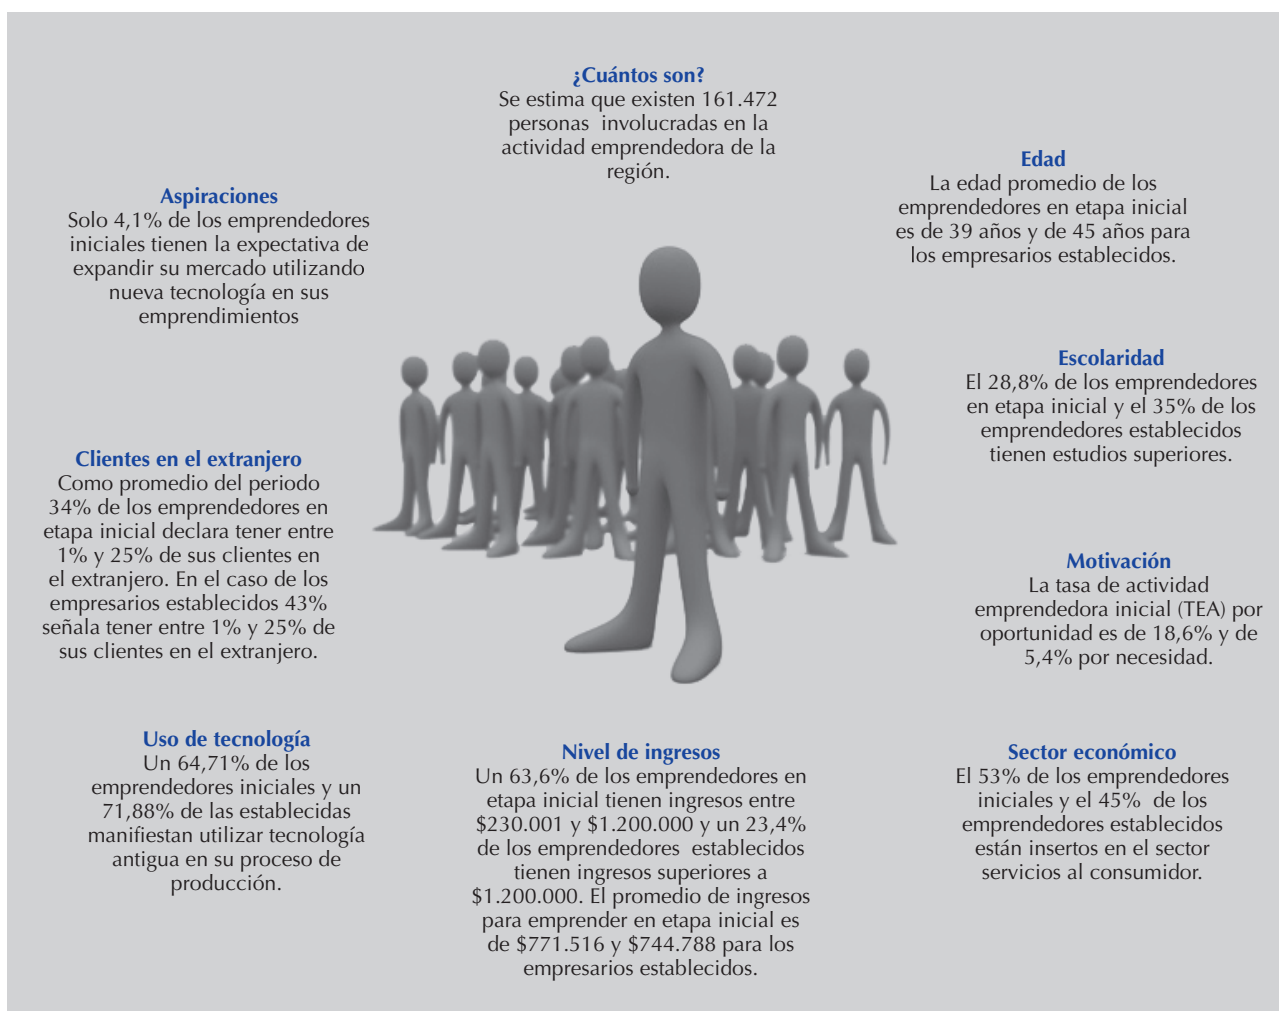 ¿Cuántos son?
Se estima que existen 161.472
personas involucradas en la
actividad emprendedora de la
región.
Edad
La edad promedio de los
emprendedores en etapa inicial
es de 39 años y de 45 años para
los empresarios establecidos.
Aspiraciones
Solo 4,1% de los emprendedores
iniciales tienen la expectativa de
expandir su mercado utilizando
nueva tecnología en sus
emprendimientos
Escolaridad
El 28,8% de los emprendedores
en etapa inicial y el 35% de los
emprendedores establecidos
tienen estudios superiores.
Clientes en el extranjero
Como promedio del periodo
34% de los emprendedores en
etapa inicial declara tener entre
1% y 25% de sus clientes en
el extranjero. En el caso de los
empresarios establecidos 43%
señala tener entre 1% y 25% de
sus clientes en el extranjero.
Motivación
La tasa de actividad
emprendedora inicial (TEA) por
oportunidad es de 18,6% y de
5,4% por necesidad.
Uso de tecnología
Un 64,71% de los
emprendedores iniciales y un
71,88% de las establecidas
manifiestan utilizar tecnología
antigua en su proceso de
producción.
Nivel de ingresos
Un 63,6% de los emprendedores en
etapa inicial tienen ingresos entre
$230.001 y $1.200.000 y un 23,4%
de los emprendedores establecidos
tienen ingresos superiores a
$1.200.000. El promedio de ingresos
para emprender en etapa inicial es
de $771.516 y $744.788 para los
empresarios establecidos.
Sector económico
El 53% de los emprendedores
iniciales y el 45% de los
emprendedores establecidos
están insertos en el sector
servicios al consumidor.